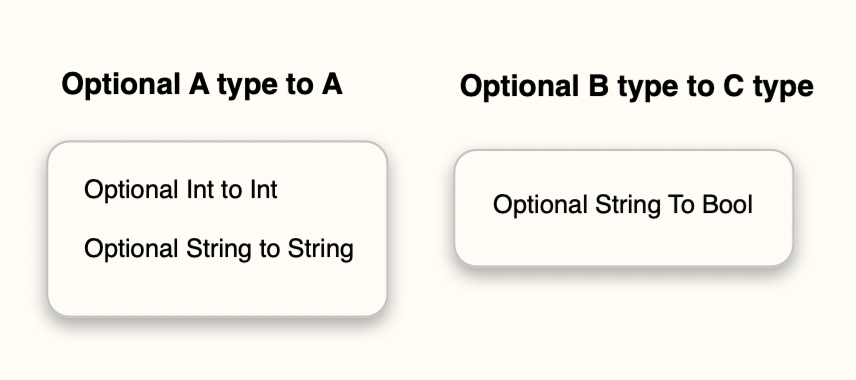 Optional A type to A
Optional Int to Int
Optional String to String
Optional B type to C type
Optional String To Bool